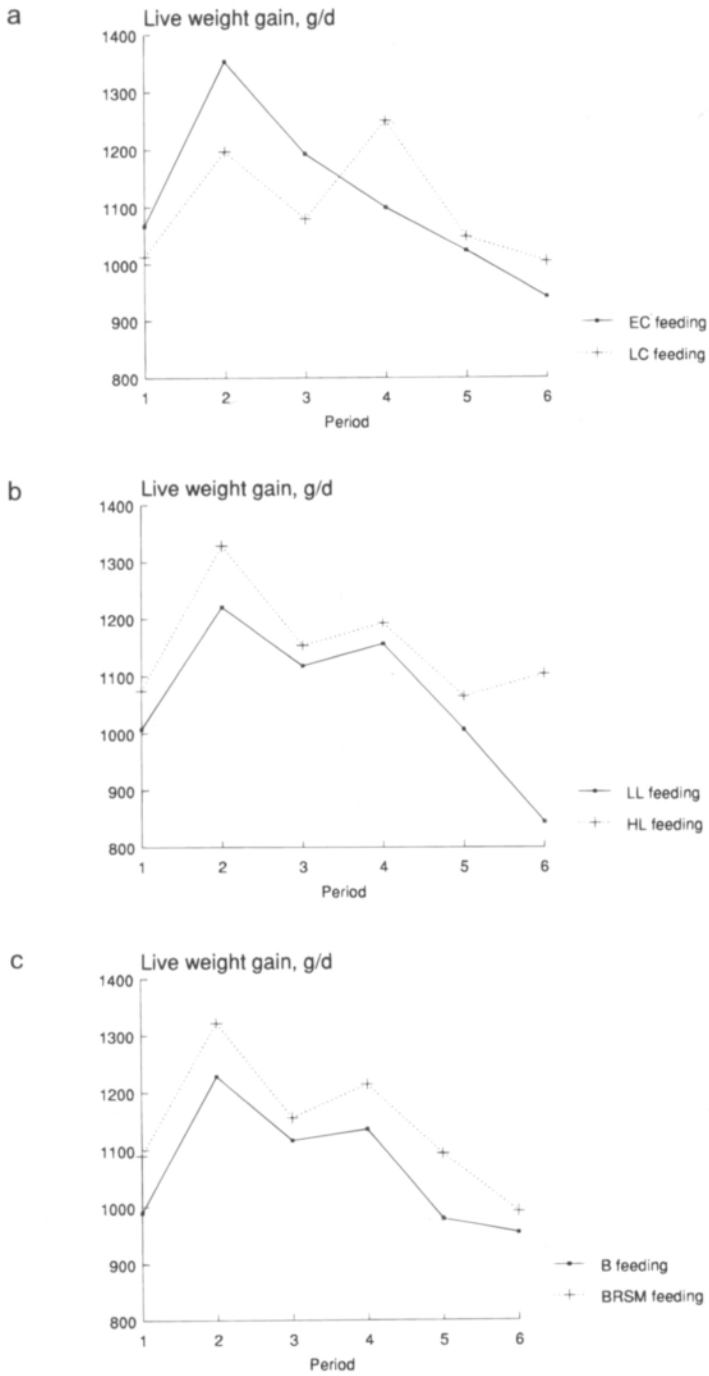 a
Live weight gain, g/d
1400
1300
1200
1100
1000
900
800
1 2 3 4 5 6
Period
EC feeding
LC feeding
b
Live weight gain, g/d
1400
1300
1200
1100
1000
900
800
1 2 3 4 5 6
Period
LL feeding
HL feeding
c
Live weight gain, g/d
1400
1300
1200
1100
1000
900
800
1 2 3 4 5 6
Period
B feeding
BRSM feeding